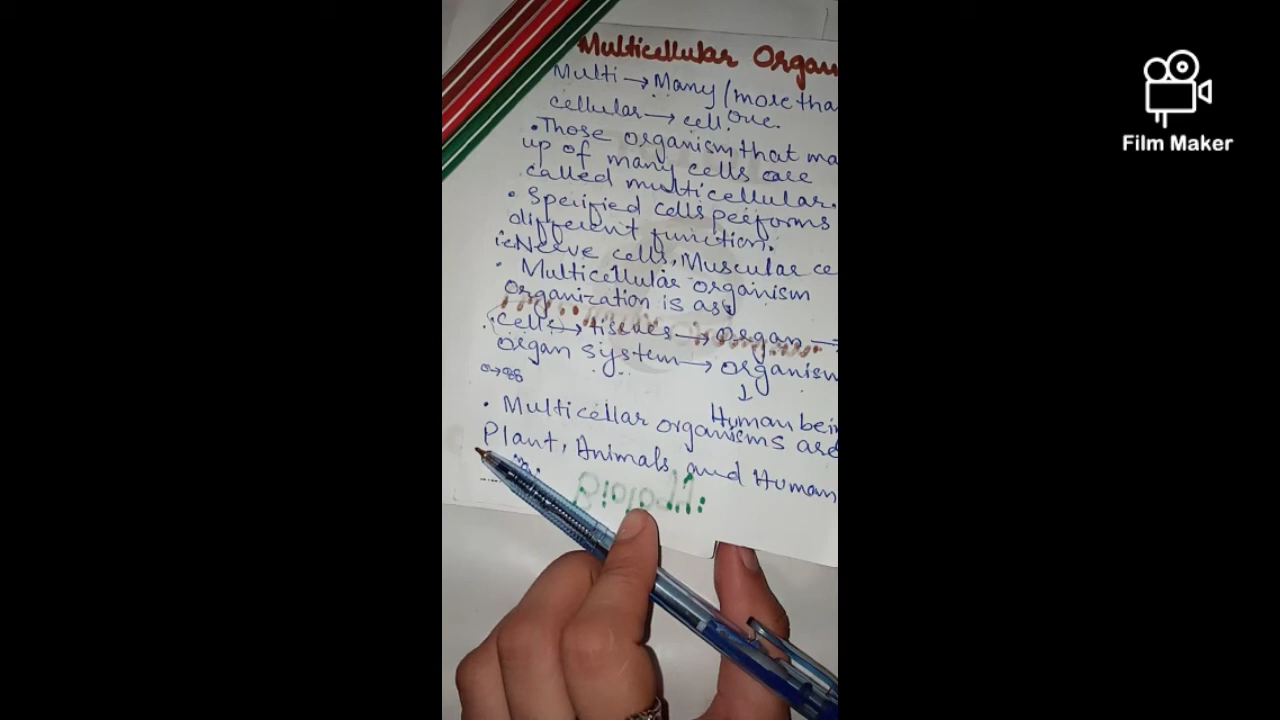 Multicellular Organ
Multi → Many (more tha
cellular → cell. One.
• Those organism that ma
up of many cells are
called multicellular.
• Specified cells performs
different function.
i.e Nerve cells, Muscular ce
• Multicellular organism
organization is as
• cells → tissues → organ →
organ system → organism
↓
Human bein
• Multicellar organisms are
Plant, Animals and Human
Film Maker